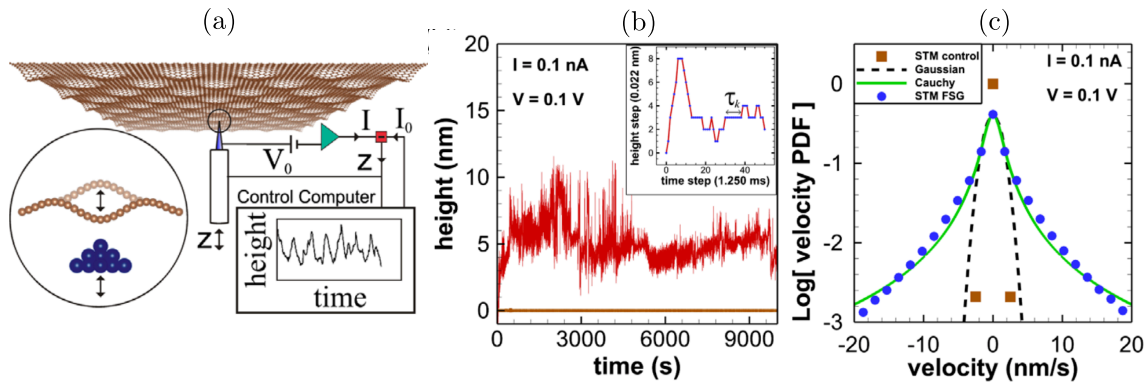 (a)
I
I₀
V₀
Z
Control Computer
Z
height
time
(b)
20
15
10
5
0
height (nm)
I = 0.1 nA
V = 0.1 V
8
6
4
2
0
height step (0.022 nm)
τₖ
0 20 40 60
time step (1.250 ms)
0 3000 6000 9000
time (s)
(c)
STM control
Gaussian
Cauchy
STM FSG
I = 0.1 nA
V = 0.1 V
0
-1
-2
-3
Log[ velocity PDF]
-20 -10 0 10 20
velocity (nm/s)